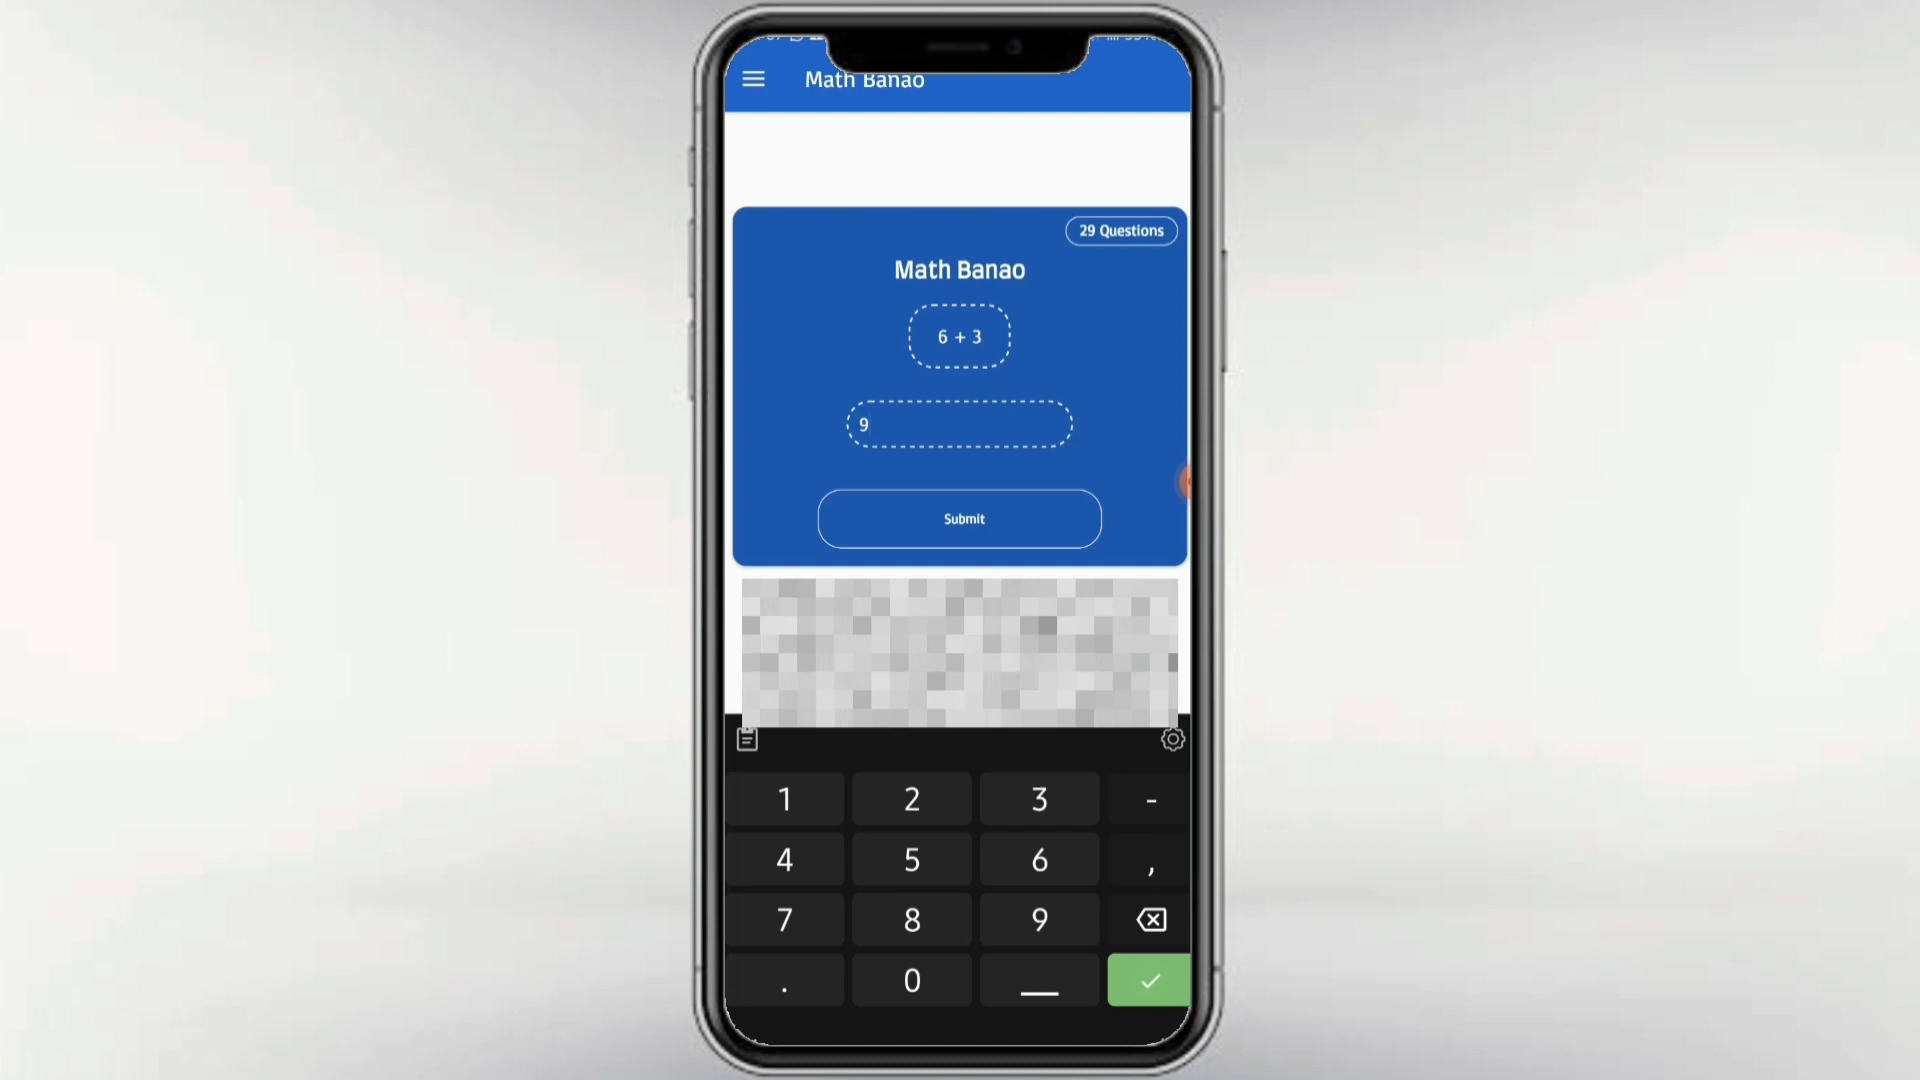 Math Banao
29 Questions
Math Banao
6 + 3
9
Submit
1 2 3 -
4 5 6 ,
7 8 9
. 0